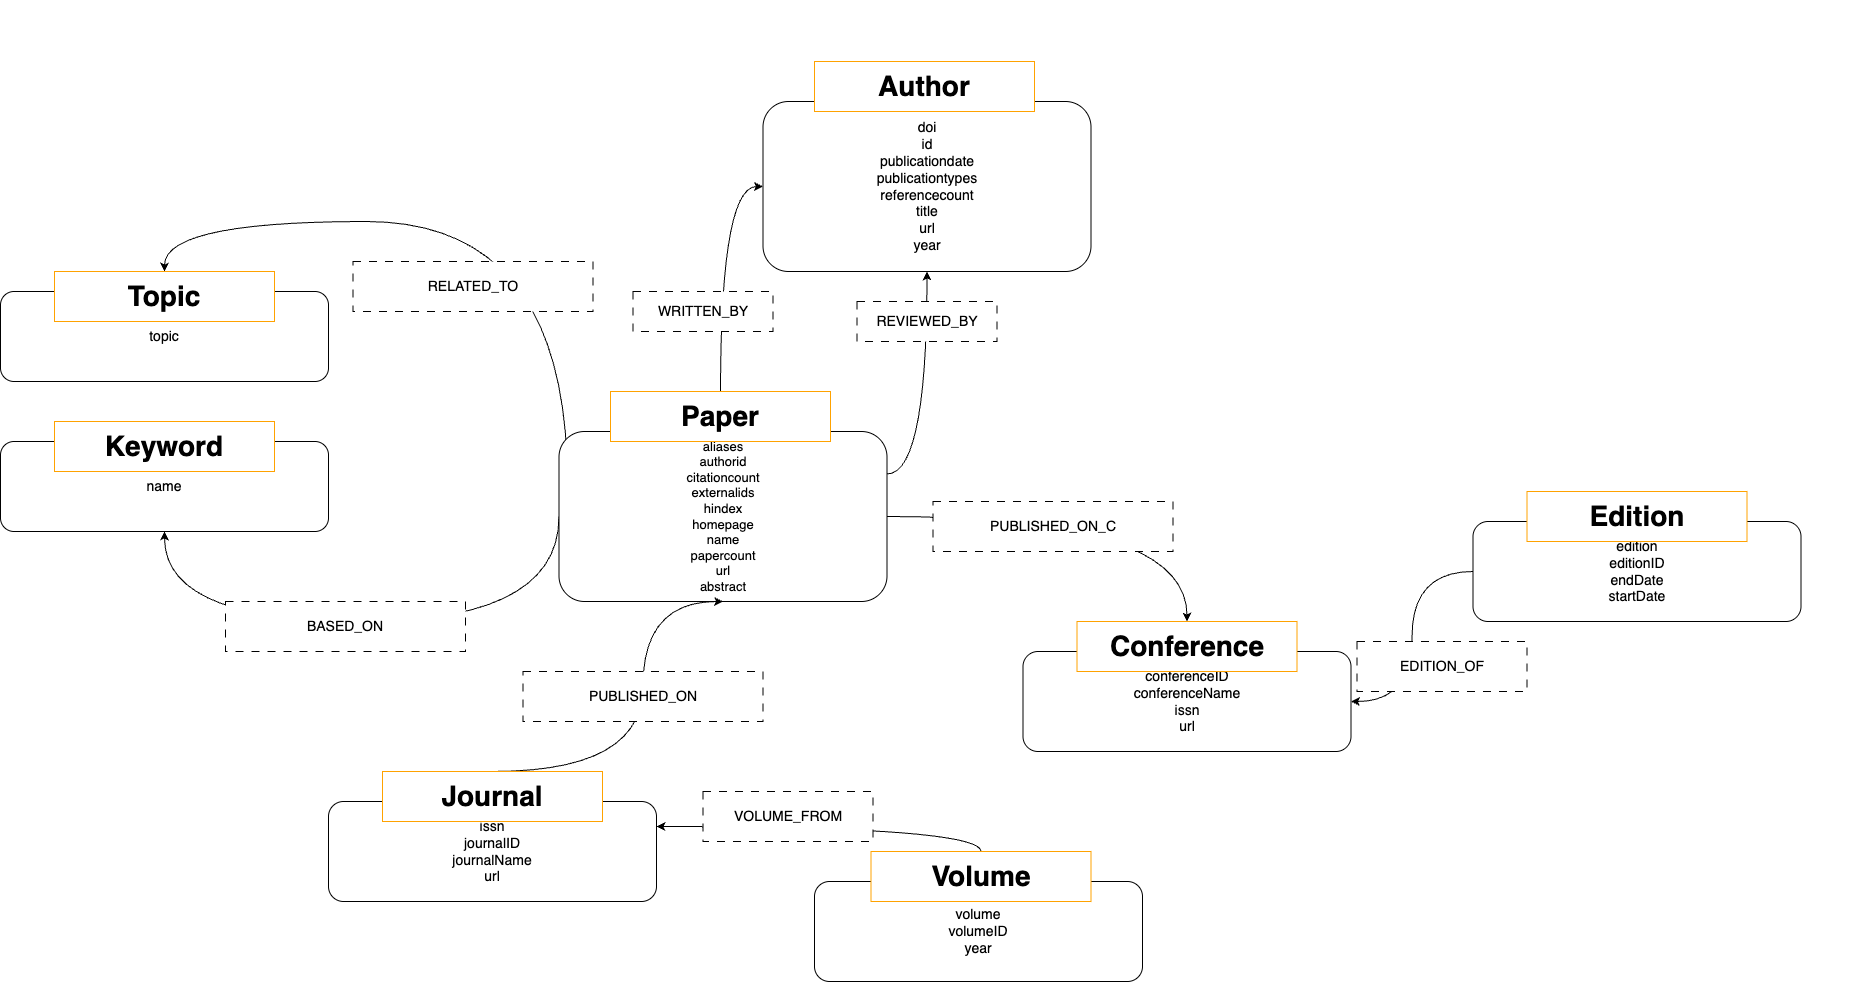 Author
doi
id
publicationdate
publicationtypes
referencecount
title
url
year
RELATED_TO
Topic
topic
WRITTEN_BY
REVIEWED_BY
Keyword
name
Paper
aliases
authorid
citationcount
externalids
hindex
homepage
name
papercount
url
abstract
PUBLISHED_ON_C
Edition
edition
editionID
endDate
startDate
BASED_ON
Conference
conferenceID
conferenceName
issn
url
EDITION_OF
PUBLISHED_ON
Journal
issn
journalID
journalName
url
VOLUME_FROM
Volume
volume
volumeID
year